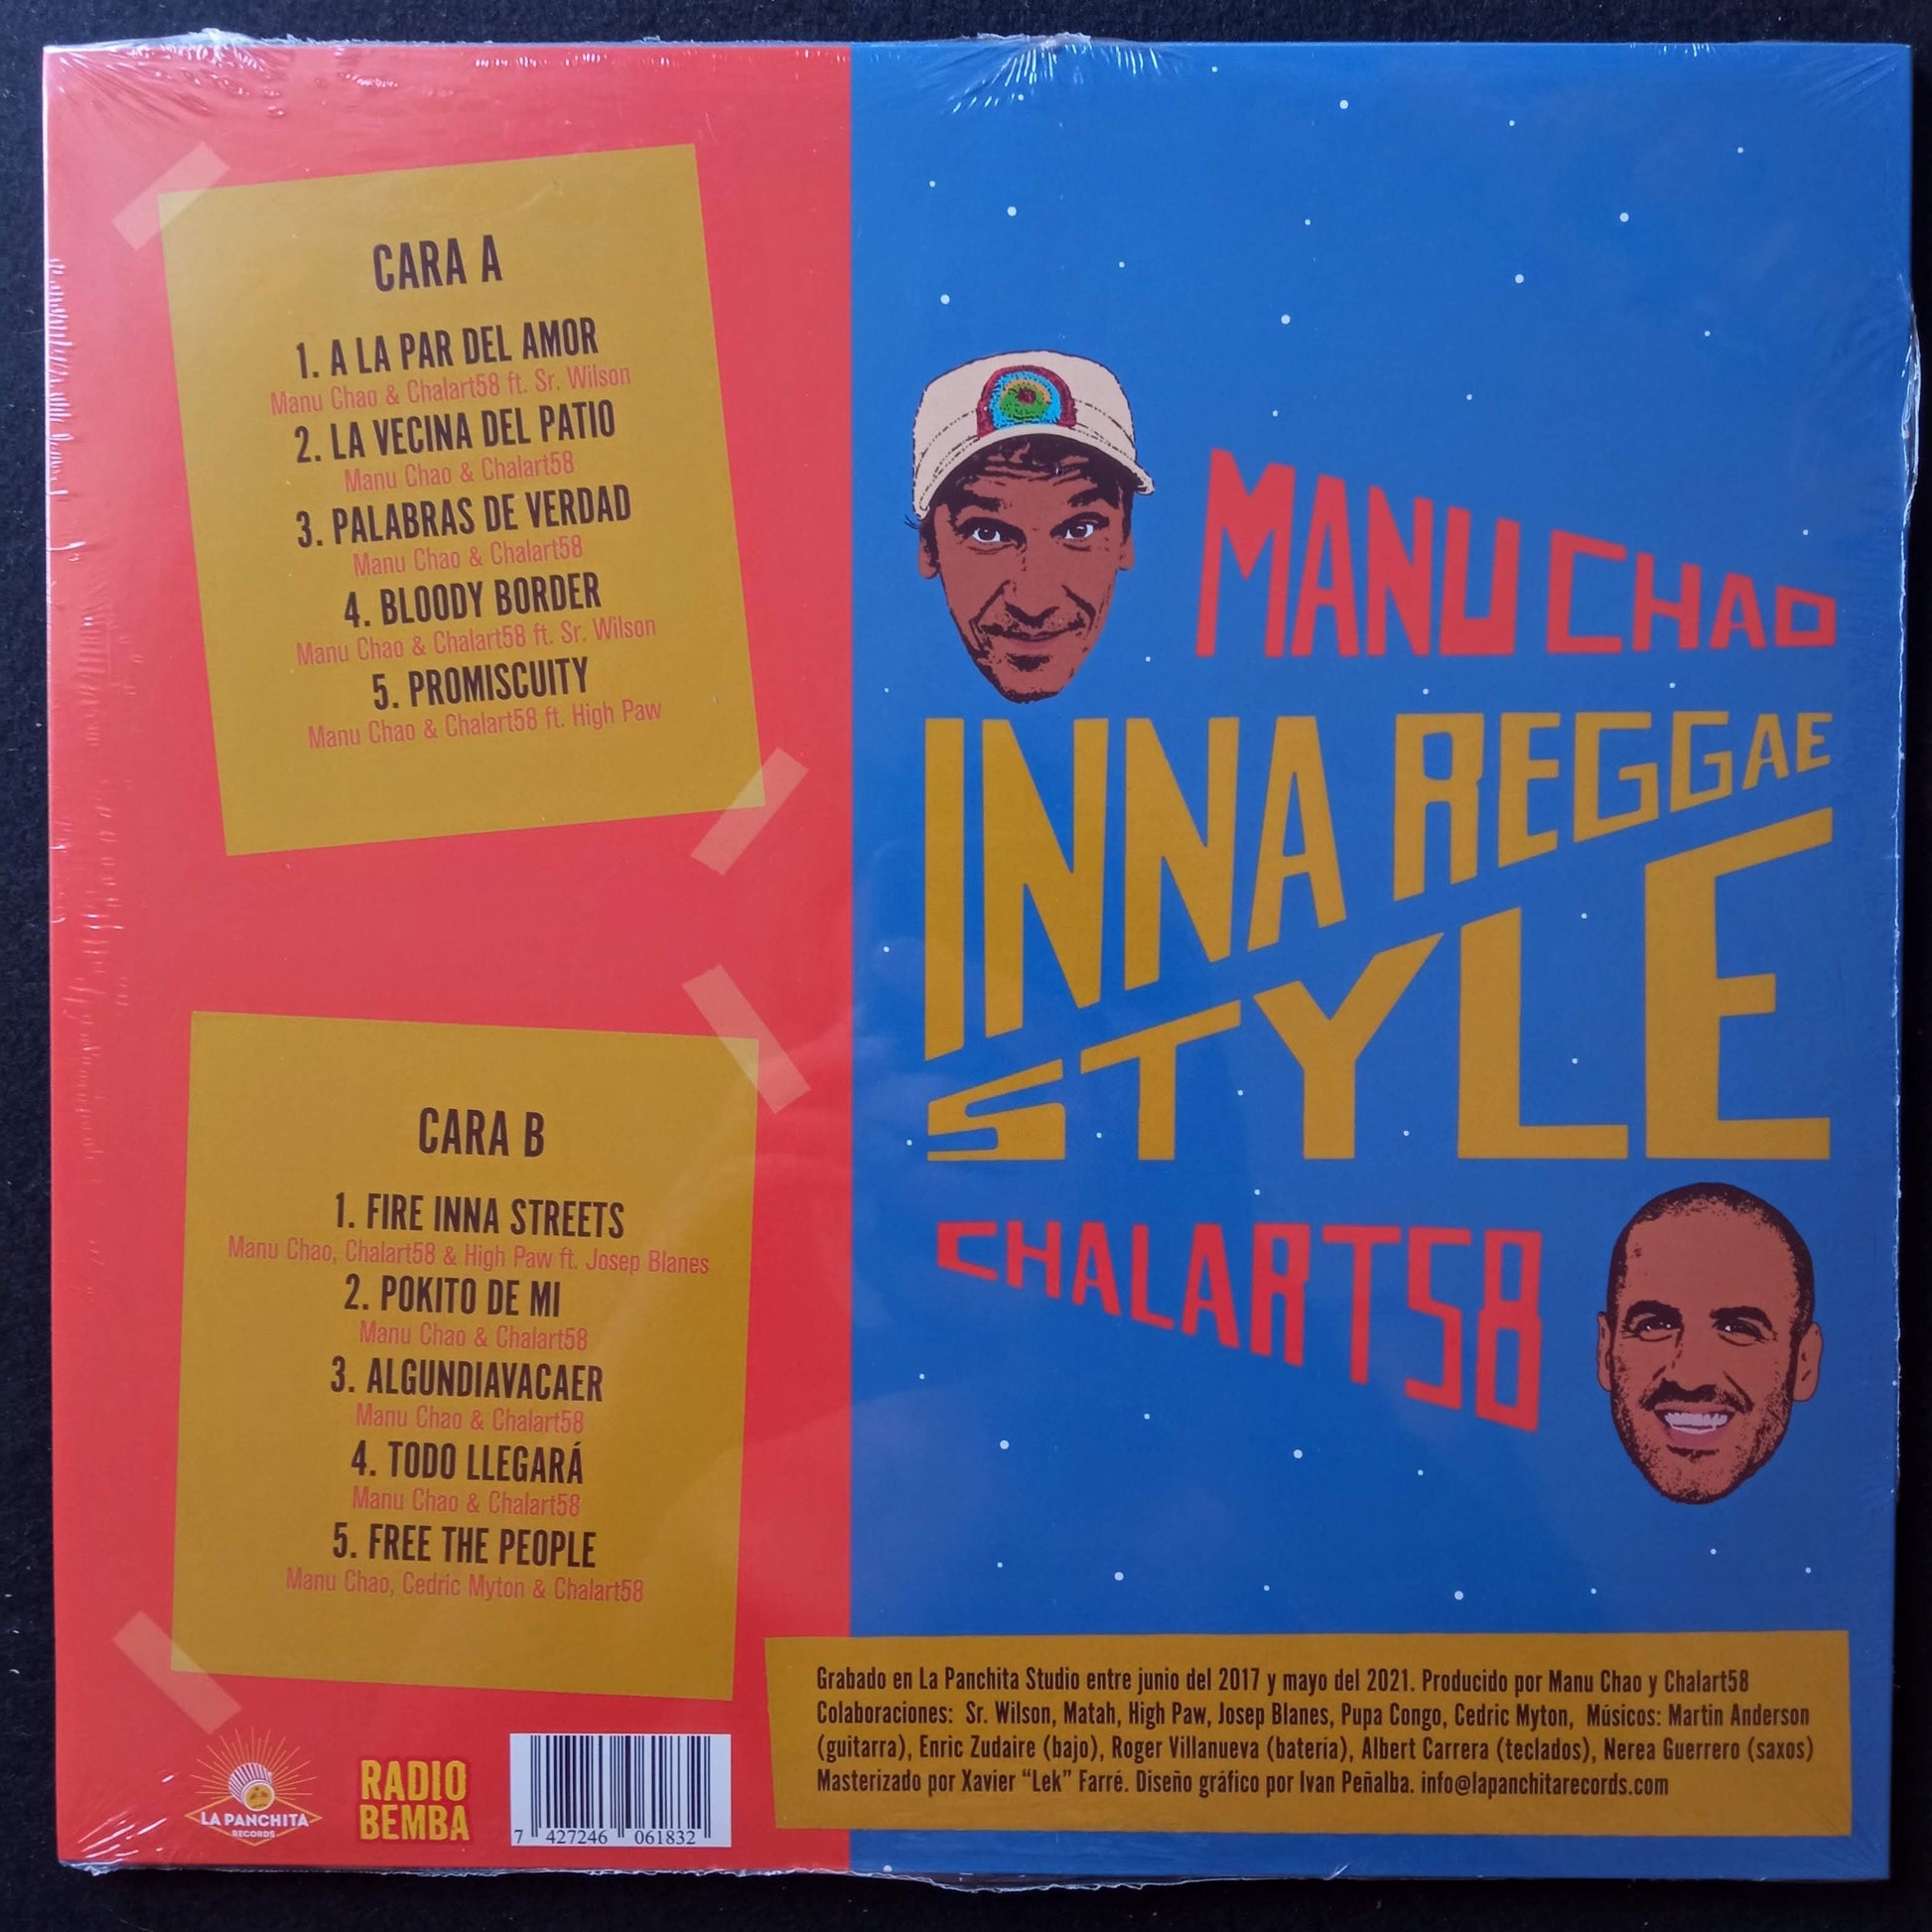 CARA A
1. A LA PAR DEL AMOR
Manu Chao & Chalart58 ft. Sr. Wilson
2. LA VECINA DEL PATIO
Manu Chao & Chalart58
3. PALABRAS DE VERDAD
Manu Chao & Chalart58
4. BLOODY BORDER
Manu Chao & Chalart58 ft. Sr. Wilson
5. PROMISCUITY
Manu Chao & Chalart58 ft. High Paw
CARA B
1. FIRE INNA STREETS
Manu Chao, Chalart58 & High Paw ft. Josep Blanes
2. POKITO DE MI
Manu Chao & Chalart58
3. ALGUNDIAVACAER
Manu Chao & Chalart58
4. TODO LLEGARÁ
Manu Chao & Chalart58
5. FREE THE PEOPLE
Manu Chao, Cedric Myton & Chalart58
LA PANCHITA
RECORDS
RADIO
BEMBA
7 427246 061832
MANU CHAO
INNA REGGAE
STYLE
CHALART58
Grabado en La Panchita Studio entre junio del 2017 y mayo del 2021. Producido por Manu Chao y Chalart58
Colaboraciones: Sr. Wilson, Matah, High Paw, Josep Blanes, Pupa Congo, Cedric Myton, Músicos: Martin Anderson
(guitarra), Enric Zudaire (bajo), Roger Villanueva (batería), Albert Carrera (teclados), Nerea Guerrero (saxos)
Masterizado por Xavier “Lek” Farré. Diseño gráfico por Ivan Peñalba. info@lapanchitarecords.com